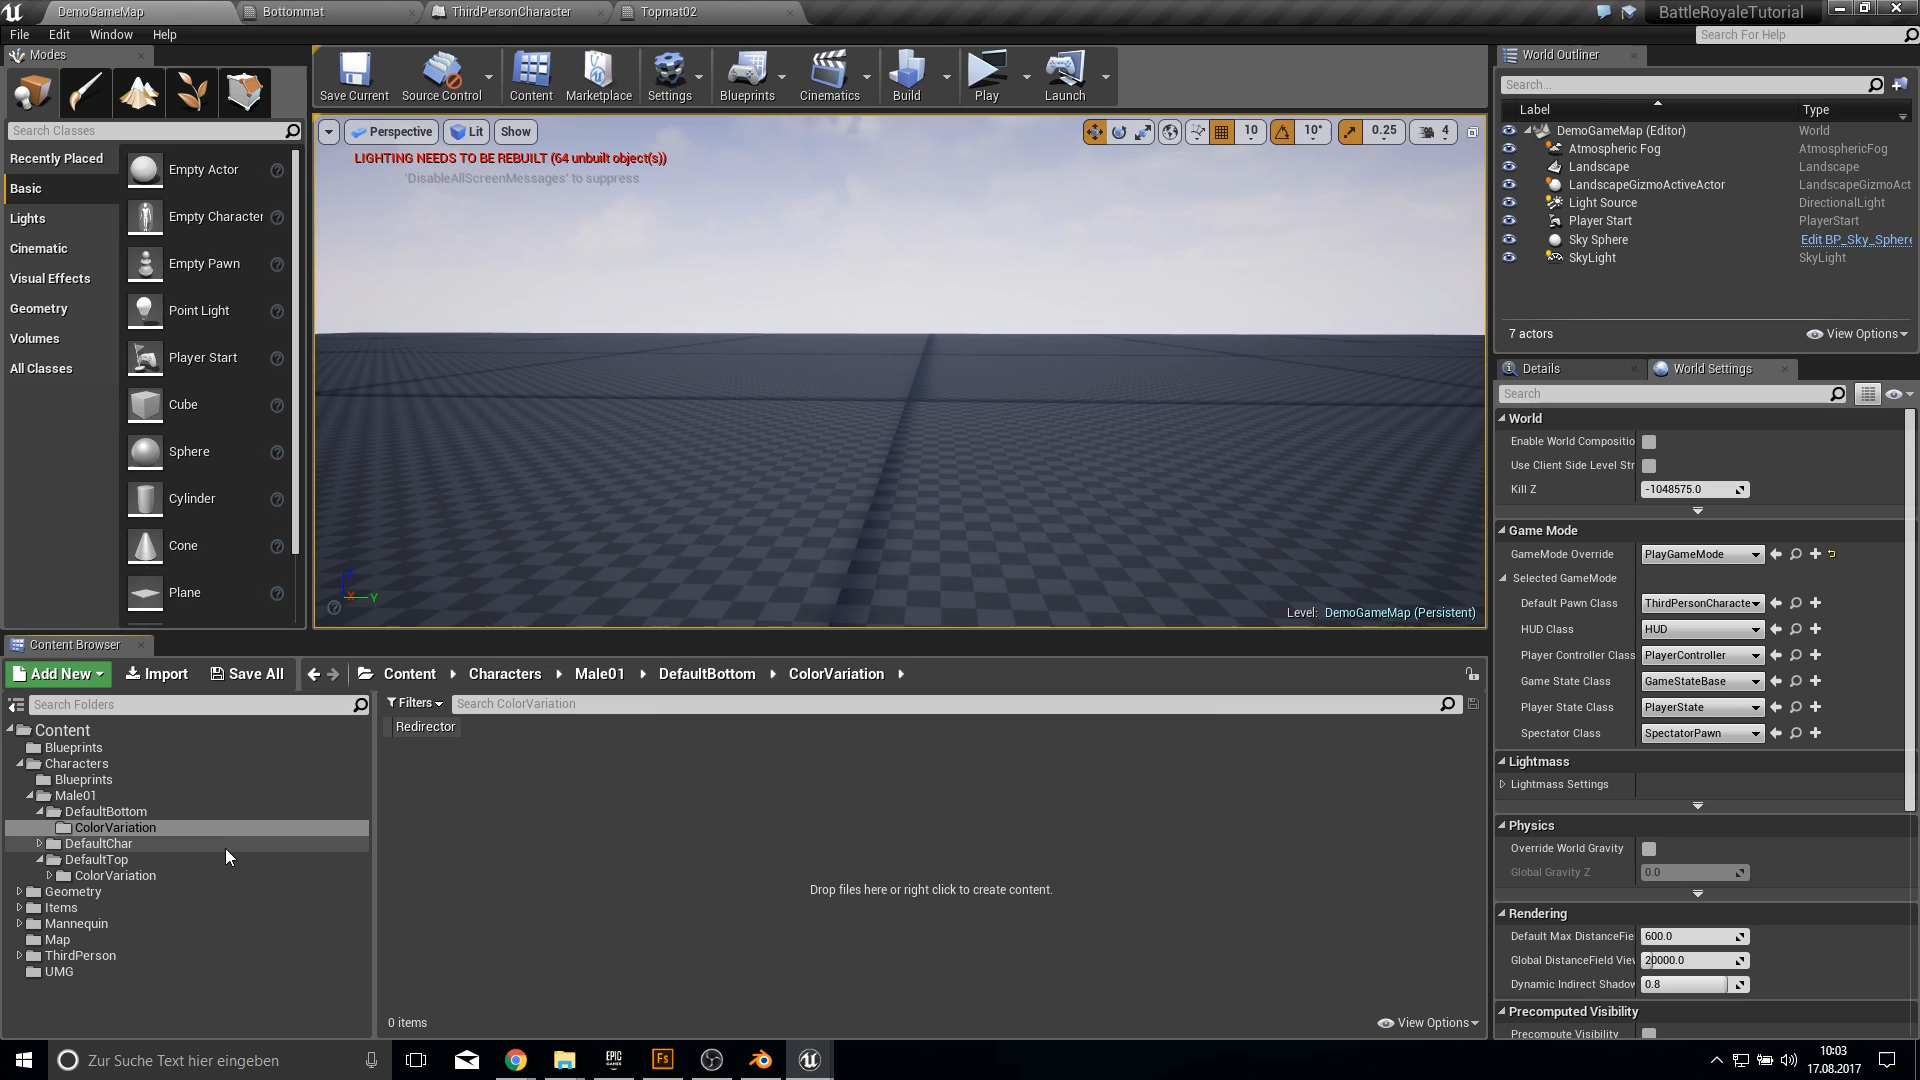 DemoGameMap
Bottommat
ThirdPersonCharacter
Topmat02
BattleRoyaleTutorial
File
Edit
Window
Help
Search For Help
Modes
Search Classes
Recently Placed
Basic
Lights
Cinematic
Visual Effects
Geometry
Volumes
All Classes
Empty Actor
Empty Character
Empty Pawn
Point Light
Player Start
Cube
Sphere
Cylinder
Cone
Plane
Save Current
Source Control
Content
Marketplace
Settings
Blueprints
Cinematics
Build
Play
Launch
Perspective
Lit
Show
10
10°
0.25
4
LIGHTING NEEDS TO BE REBUILT (64 unbuilt object(s))
'DisableAllScreenMessages' to suppress
Level: DemoGameMap (Persistent)
World Outliner
Search...
Label
Type
DemoGameMap (Editor)
World
Atmospheric Fog
AtmosphericFog
Landscape
Landscape
LandscapeGizmoActiveActor
LandscapeGizmoAct
Light Source
DirectionalLight
Player Start
PlayerStart
Sky Sphere
Edit BP_Sky_Sphere
SkyLight
SkyLight
7 actors
View Options
Details
World Settings
Search
World
Enable World Compositio
Use Client Side Level Str
Kill Z
-1048575.0
Game Mode
GameMode Override
PlayGameMode
Selected GameMode
Default Pawn Class
ThirdPersonCharacte
HUD Class
HUD
Player Controller Class
PlayerController
Game State Class
GameStateBase
Player State Class
PlayerState
Spectator Class
SpectatorPawn
Lightmass
Lightmass Settings
Physics
Override World Gravity
Global Gravity Z
0.0
Rendering
Default Max DistanceFie
600.0
Global DistanceField Viev
20000.0
Dynamic Indirect Shadov
0.8
Precomputed Visibility
Precompute Visibility
Content Browser
Add New
Import
Save All
Content
Characters
Male01
DefaultBottom
ColorVariation
Search Folders
Content
Blueprints
Characters
Blueprints
Male01
DefaultBottom
ColorVariation
DefaultChar
DefaultTop
ColorVariation
Geometry
Items
Mannequin
Map
ThirdPerson
UMG
Filters
Search ColorVariation
Redirector
Drop files here or right click to create content.
0 items
View Options
Zur Suche Text hier eingeben
EPIC
GAMES
Fs
10:03
17.08.2017